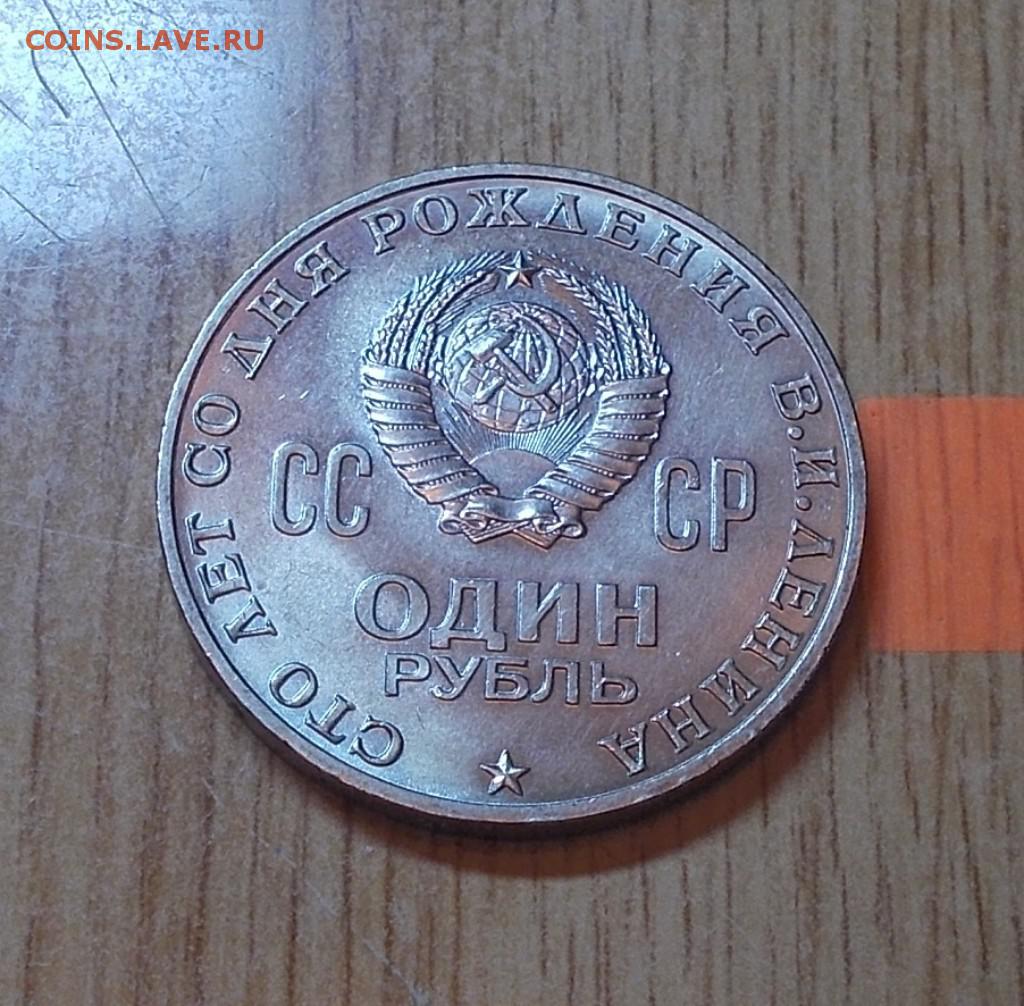 COINS.LAVE.RU
СТО ЛЕТ СО ДНЯ РОЖДЕНИЯ В.И.ЛЕНИНА
СС СР
ОДИН
РУБЛЬ